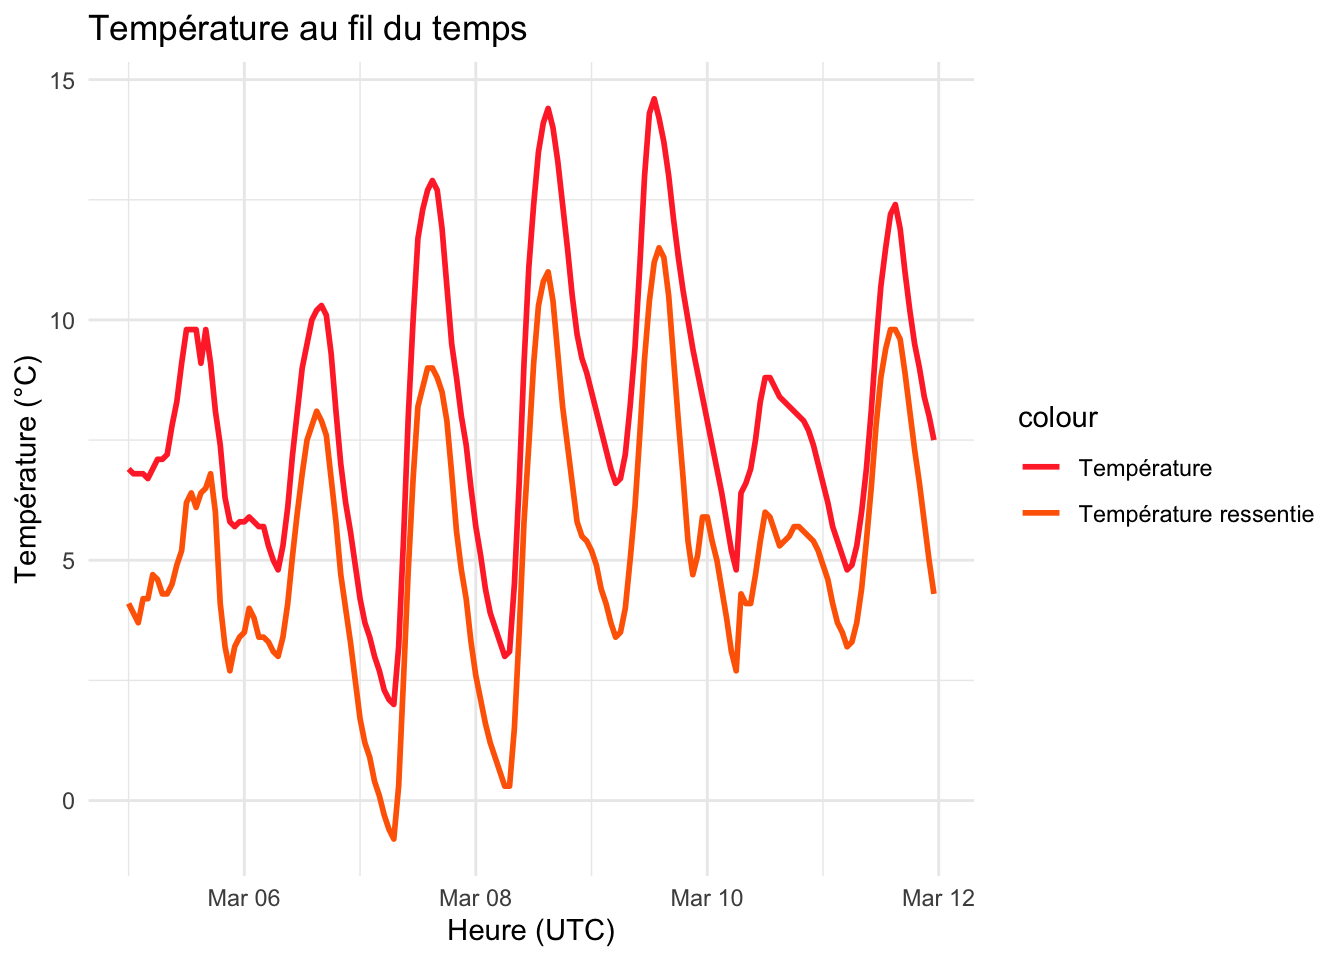 Température au fil du temps
15
10
5
0
Température (°C)
Mar 06
Mar 08
Mar 10
Mar 12
Heure (UTC)
colour
Température
Température ressentie